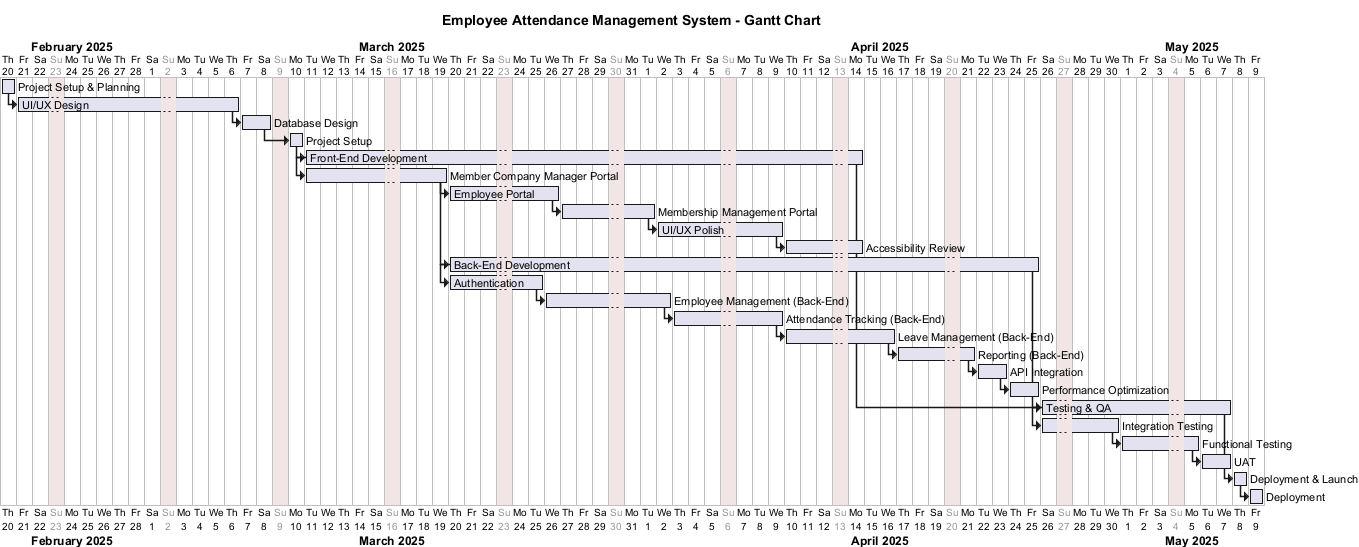 Employee Attendance Management System - Gantt Chart
February 2025 March 2025 April 2025 May 2025
Th Fr Sa Su Mo Tu We Th Fr Sa Su Mo Tu We Th Fr Sa Su Mo Tu We Th Fr Sa Su Mo Tu We Th Fr Sa Su Mo Tu We Th Fr Sa Su Mo Tu We Th Fr Sa Su Mo Tu We Th Fr Sa Su Mo Tu We Th Fr Sa Su Mo Tu We Th Fr Sa Su Mo Tu We Th Fr Sa Su Mo Tu We Th Fr
20 21 22 23 24 25 26 27 28 1 2 3 4 5 6 7 8 9 10 11 12 13 14 15 16 17 18 19 20 21 22 23 24 25 26 27 28 29 30 31 1 2 3 4 5 6 7 8 9 10 11 12 13 14 15 16 17 18 19 20 21 22 23 24 25 26 27 28 29 30 1 2 3 4 5 6 7 8 9
Project Setup & Planning
UI/UX Design
Database Design
Project Setup
Front-End Development
Member Company Manager Portal
Employee Portal
Membership Management Portal
UI/UX Polish
Accessibility Review
Back-End Development
Authentication
Employee Management (Back-End)
Attendance Tracking (Back-End)
Leave Management (Back-End)
Reporting (Back-End)
API Integration
Performance Optimization
Testing & QA
Integration Testing
Functional Testing
UAT
Deployment & Launch
Deployment
Th Fr Sa Su Mo Tu We Th Fr Sa Su Mo Tu We Th Fr Sa Su Mo Tu We Th Fr Sa Su Mo Tu We Th Fr Sa Su Mo Tu We Th Fr Sa Su Mo Tu We Th Fr Sa Su Mo Tu We Th Fr Sa Su Mo Tu We Th Fr Sa Su Mo Tu We Th Fr Sa Su Mo Tu We Th Fr Sa Su Mo Tu We Th Fr
20 21 22 23 24 25 26 27 28 1 2 3 4 5 6 7 8 9 10 11 12 13 14 15 16 17 18 19 20 21 22 23 24 25 26 27 28 29 30 31 1 2 3 4 5 6 7 8 9 10 11 12 13 14 15 16 17 18 19 20 21 22 23 24 25 26 27 28 29 30 1 2 3 4 5 6 7 8 9
February 2025 March 2025 April 2025 May 2025